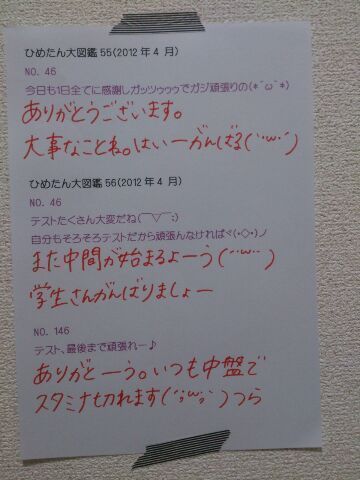 ひめたん大図鑑 55(2012 年 4 月)
NO. 46
今日も1日全てに感謝しガッツゥゥゥでガジ頑張りの(*´ω`*)
ありがとうございます。
大事なことね。はいーがんばる(´･ω･`)
ひめたん大図鑑 56(2012 年 4 月)
NO. 46
テストたくさん大変だね(￣▽￣;)
自分もそろそろテストだから頑張んなければヾ(･◇･)ノ
また中間が始まるよーう(´･ω･`)
学生さんがんばりましょー
NO. 146
テスト、最後まで頑張れー♪
ありがとーう。いつも中盤で
スタミナ切れます(´;ω;`)つら